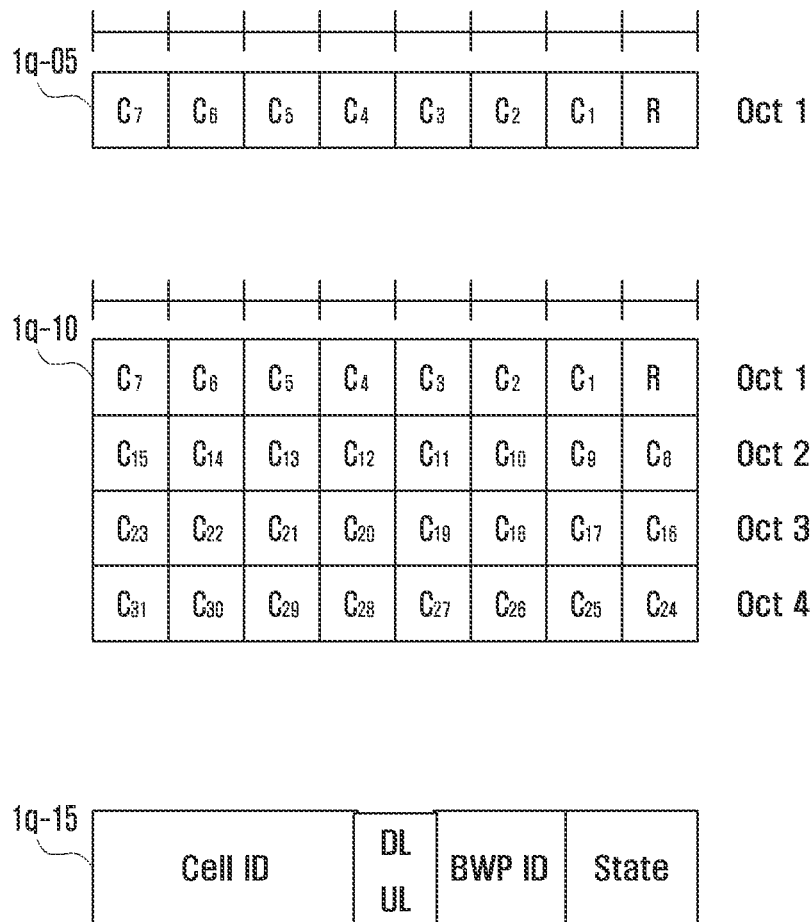 1q-05
C7 C6 C5 C4 C3 C2 C1 R Oct 1
1q-10
C7 C6 C5 C4 C3 C2 C1 R Oct 1
C15 C14 C13 C12 C11 C10 C9 C8 Oct 2
C23 C22 C21 C20 C19 C18 C17 C16 Oct 3
C31 C30 C29 C28 C27 C26 C25 C24 Oct 4
1q-15
Cell ID DL UL BWP ID State